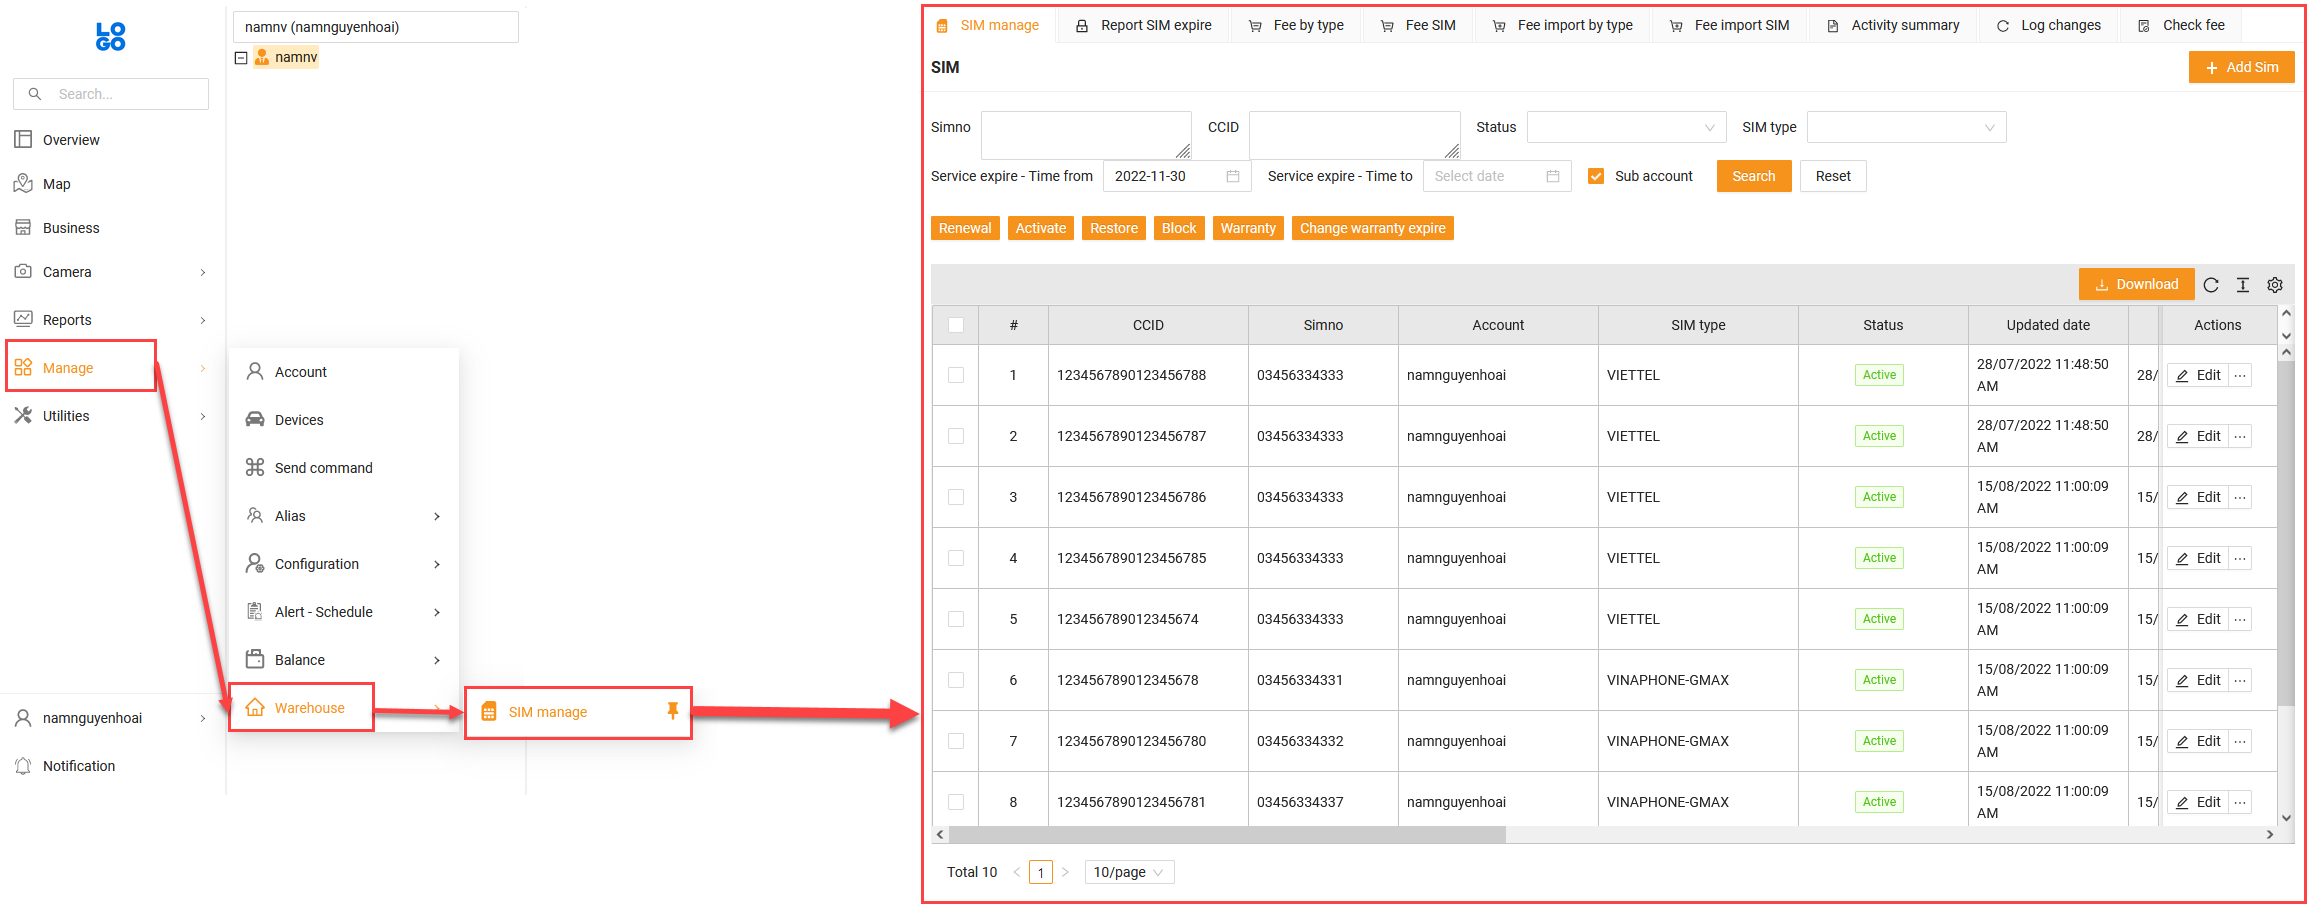 LO
GO
Search...
Overview
Map
Business
Camera
Reports
Manage
Utilities
namnguyenhoai
Notification
namnv (namnguyenhoai)
namnv
Account
Devices
Send command
Alias
Configuration
Alert - Schedule
Balance
Warehouse
SIM manage
SIM manage Report SIM expire Fee by type Fee SIM Fee import by type Fee import SIM Activity summary Log changes Check fee
SIM
Add Sim
Simno CCID Status SIM type
Service expire - Time from 2022-11-30 Service expire - Time to Select date Sub account Search Reset
Renewal Activate Restore Block Warranty Change warranty expire
Download
# CCID Simno Account SIM type Status Updated date Actions
1 1234567890123456788 03456334333 namnguyenhoai VIETTEL Active 28/07/2022 11:48:50 AM 28/ Edit ...
2 1234567890123456787 03456334333 namnguyenhoai VIETTEL Active 28/07/2022 11:48:50 AM 28/ Edit ...
3 1234567890123456786 03456334333 namnguyenhoai VIETTEL Active 15/08/2022 11:00:09 AM 15/ Edit ...
4 1234567890123456785 03456334333 namnguyenhoai VIETTEL Active 15/08/2022 11:00:09 AM 15/ Edit ...
5 123456789012345674 03456334333 namnguyenhoai VIETTEL Active 15/08/2022 11:00:09 AM 15/ Edit ...
6 123456789012345678 03456334331 namnguyenhoai VINAPHONE-GMAX Active 15/08/2022 11:00:09 AM 15/ Edit ...
7 1234567890123456780 03456334332 namnguyenhoai VINAPHONE-GMAX Active 15/08/2022 11:00:09 AM 15/ Edit ...
8 1234567890123456781 03456334337 namnguyenhoai VINAPHONE-GMAX Active 15/08/2022 11:00:09 AM 15/ Edit ...
Total 10 < 1 > 10/page